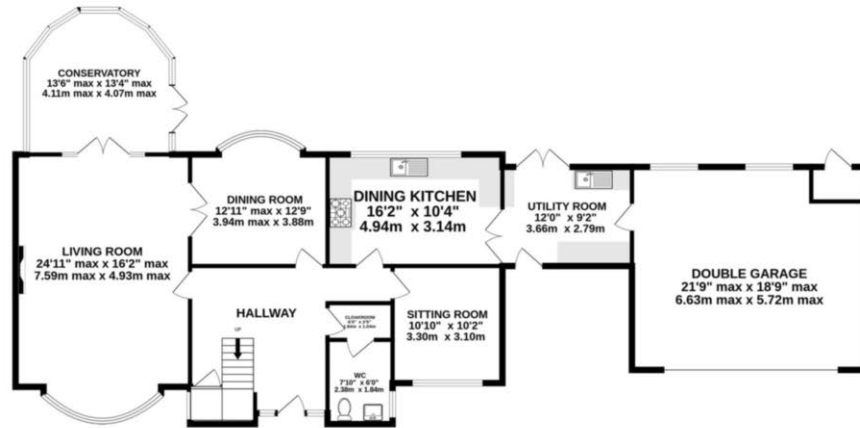 CONSERVATORY
13'6" max x 13'4" max
4.11m max x 4.07m max
DINING ROOM
12'11" max x 12'9"
3.94m max x 3.88m
DINING KITCHEN
16'2" x 10'4"
4.94m x 3.14m
UTILITY ROOM
12'0" x 9'2"
3.66m x 2.79m
LIVING ROOM
24'11" max x 16'2" max
7.59m max x 4.93m max
DOUBLE GARAGE
21'9" max x 18'9" max
6.63m max x 5.72m max
HALLWAY
UP
CLOAKROOM
SITTING ROOM
10'10" x 10'2"
3.30m x 3.10m
WC
7'10" x 6'0"
2.38m x 1.84m